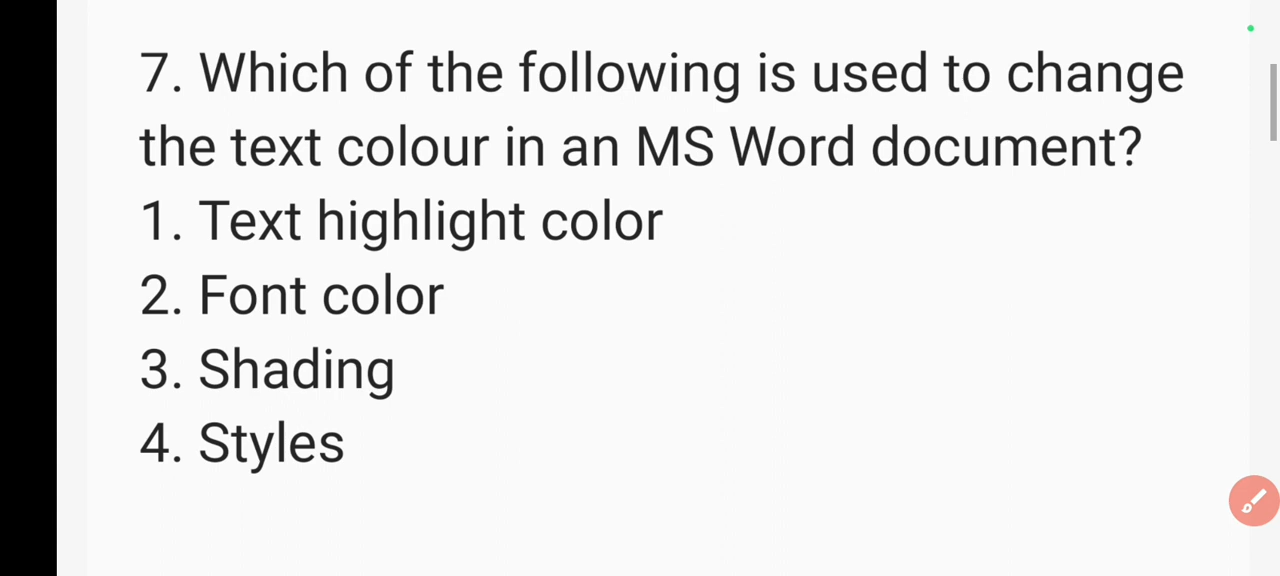 7. Which of the following is used to change
the text colour in an MS Word document?
1. Text highlight color
2. Font color
3. Shading
4. Styles